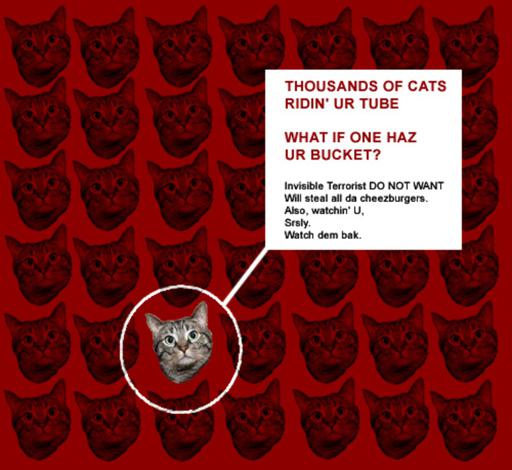 THOUSANDS OF CATS
RIDIN' UR TUBE
WHAT IF ONE HAZ
UR BUCKET?
Invisible Terrorist DO NOT WANT
Will steal all da cheezburgers.
Also, watchin' U,
Srsly.
Watch dem bak.